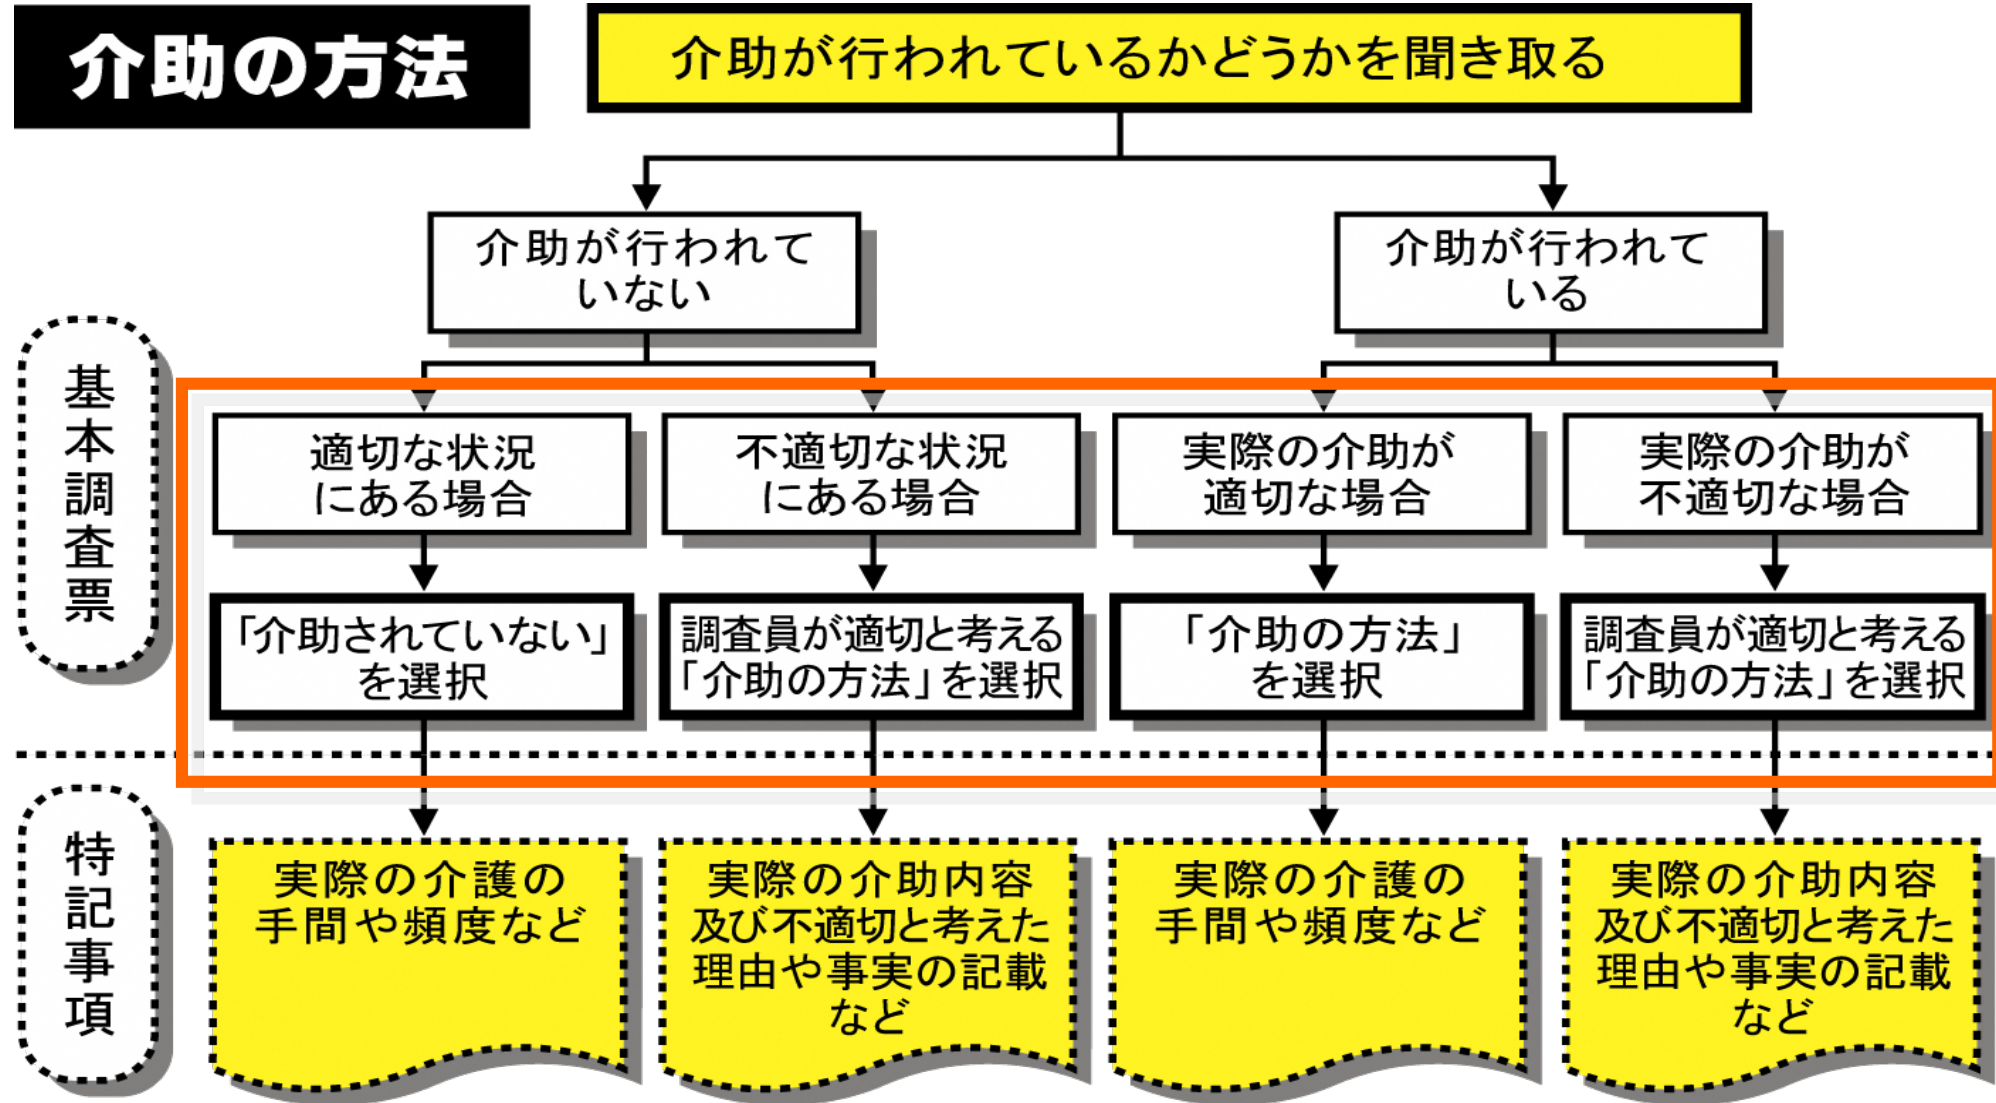 介助の方法
介助が行われているかどうかを聞き取る
介助が行われて
いない
介助が行われて
いる
基本調査票
適切な状況
にある場合
不適切な状況
にある場合
実際の介助が
適切な場合
実際の介助が
不適切な場合
「介助されていない」
を選択
調査員が適切と考える
「介助の方法」を選択
「介助の方法」
を選択
調査員が適切と考える
「介助の方法」を選択
特記事項
実際の介護の
手間や頻度など
実際の介助内容
及び不適切と考えた
理由や事実の記載
など
実際の介護の
手間や頻度など
実際の介助内容
及び不適切と考えた
理由や事実の記載
など